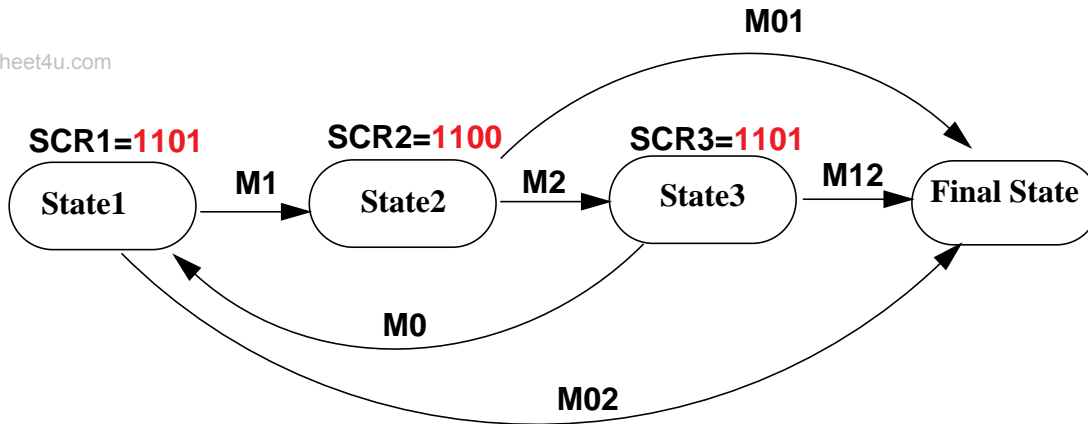 M01
heet4u.com
SCR1=1101
SCR2=1100
SCR3=1101
M1
M2
M12
State1
State2
State3
Final State
M0
M02